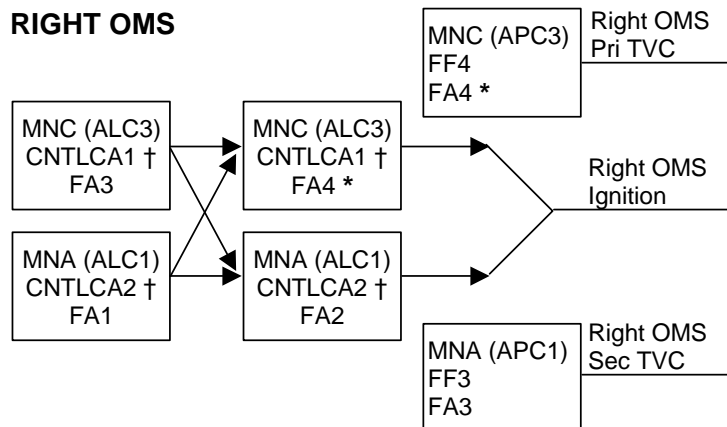 RIGHT OMS
MNC (APC3)
FF4
FA4 *
Right OMS
Pri TVC
MNC (ALC3)
CNTLCA1 †
FA3
MNC (ALC3)
CNTLCA1 †
FA4 *
Right OMS
Ignition
MNA (ALC1)
CNTLCA2 †
FA1
MNA (ALC1)
CNTLCA2 †
FA2
MNA (APC1)
FF3
FA3
Right OMS
Sec TVC